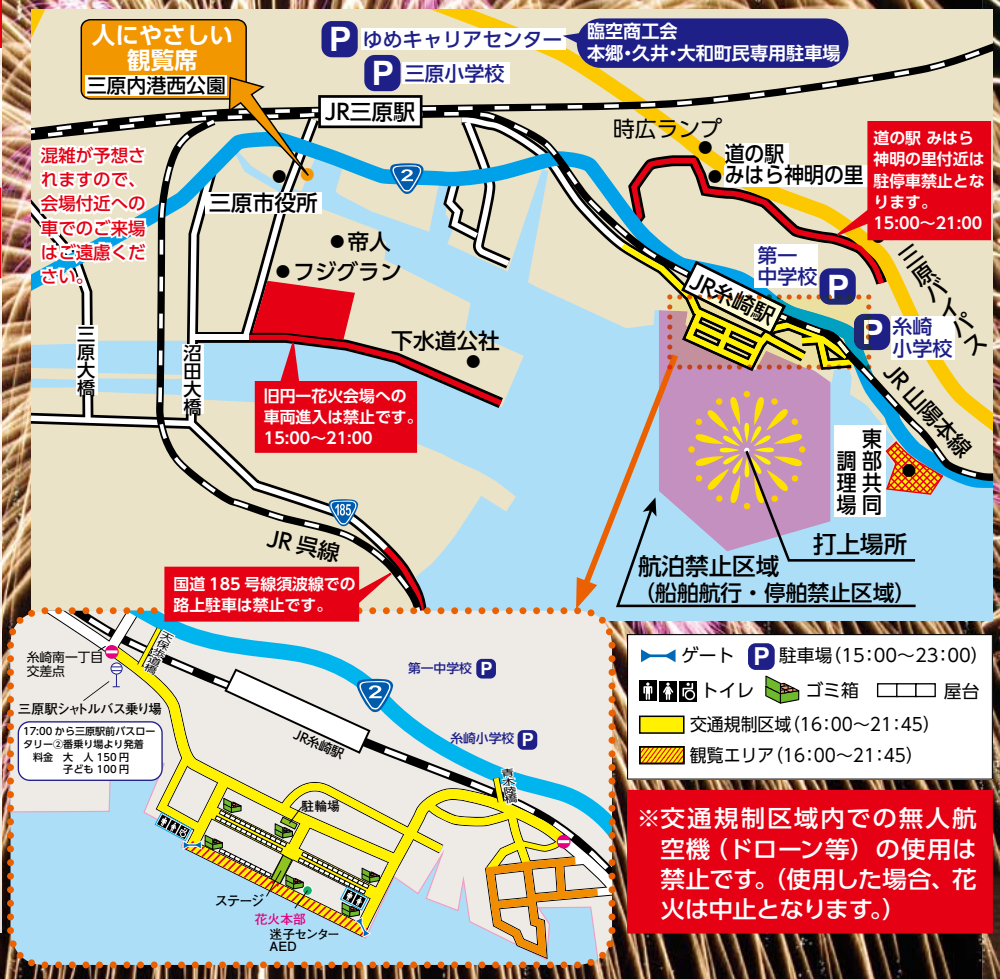 人にやさしい
観覧席
三原内港西公園
P ゆめキャリアセンター
臨空商工会
本郷・久井・大和町民専用駐車場
P 三原小学校
JR三原駅
時広ランプ
道の駅
みはら神明の里
道の駅 みはら
神明の里付近は
駐停車禁止とな
ります。
15:00〜21:00
混雑が予想さ
れますので、
会場付近への
車でのご来場
はご遠慮くだ
さい。
2
三原市役所
帝人
フジグラン
第一
中学校
P
三原バイパス
JR糸崎駅
P 糸崎
小学校
下水道公社
三原大橋
沼田大橋
旧円一花火会場への
車両進入は禁止です。
15:00〜21:00
JR山陽本線
東部共同
調理場
185
JR呉線
打上場所
航泊禁止区域
(船舶航行・停舶禁止区域)
国道185号線須波線での
路上駐車は禁止です。
天保歩道橋
糸崎南一丁目
交差点
第一中学校 P
2
三原駅シャトルバス乗り場
17:00から三原駅前バスロー
タリー②番乗り場より発着
料金 大 人 150円
子ども 100円
JR糸崎駅
糸崎小学校 P
青木陸橋
駐輪場
ステージ
花火本部
迷子センター
AED
ゲート P 駐車場(15:00〜23:00)
トイレ ゴミ箱 屋台
交通規制区域(16:00〜21:45)
観覧エリア(16:00〜21:45)
※交通規制区域内での無人航
空機(ドローン等)の使用は
禁止です。(使用した場合、花
火は中止となります。)